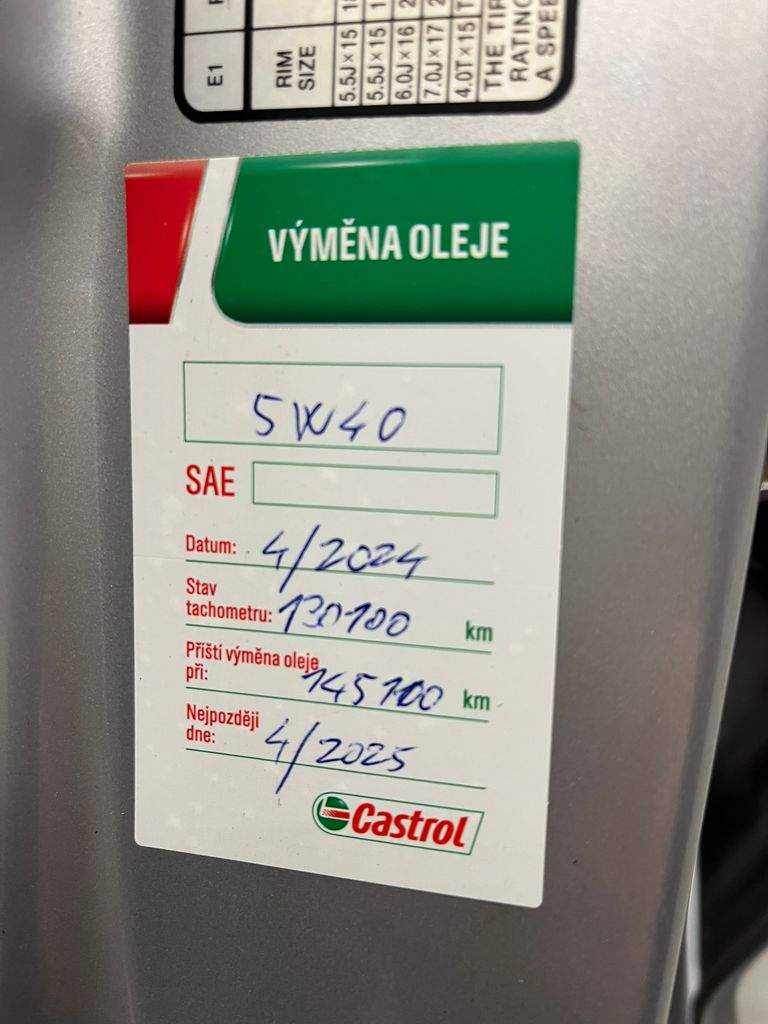 E1
RIM
SIZE
5.5J×15
5.5J×15
6.0J×16
7.0J×17
4.0T×15
THE
A SPEE
VÝMĚNA OLEJE
5W40
SAE
Datum: 4/2024
Stav
tachometru: 130100 km
Příští výměna oleje
při: 145100 km
Nejpozději
dne: 4/2025
Castrol